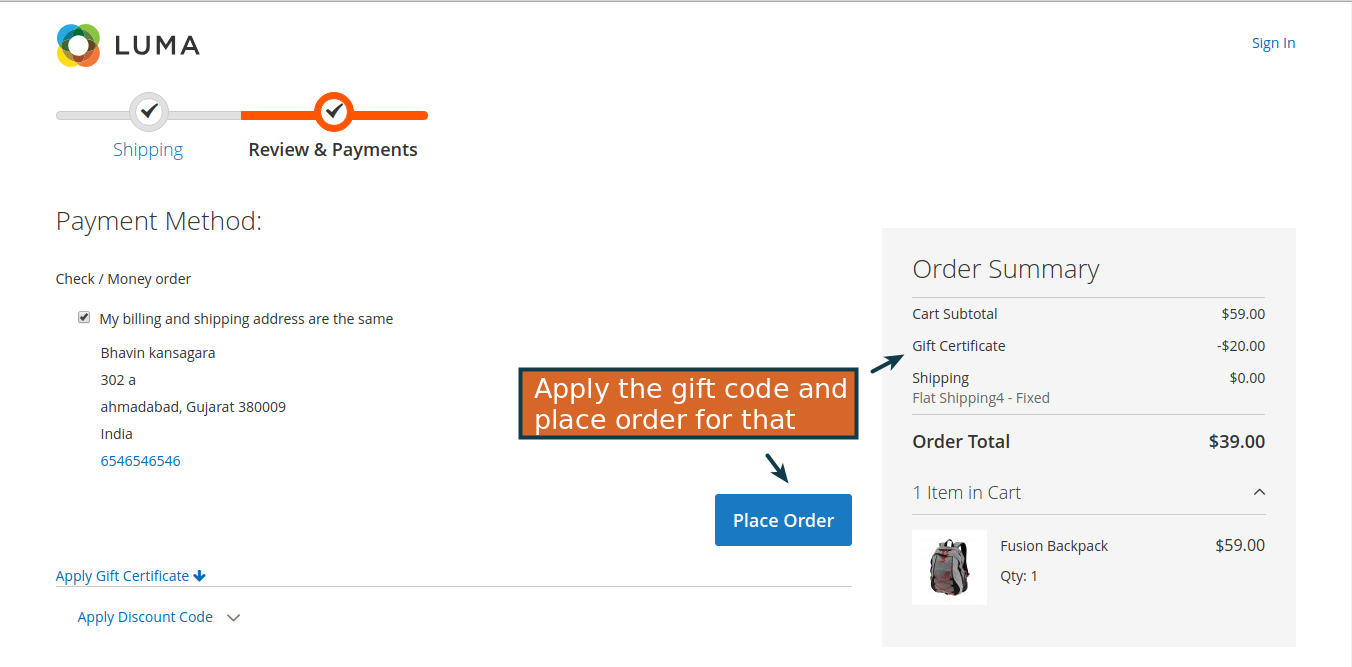 LUMA
Sign In
Shipping
Review & Payments
Payment Method:
Check / Money order
My billing and shipping address are the same
Bhavin kansagara
302 a
ahmadabad, Gujarat 380009
India
6546546546
Apply the gift code and
place order for that
Place Order
Apply Gift Certificate
Apply Discount Code
Order Summary
Cart Subtotal $59.00
Gift Certificate -$20.00
Shipping $0.00
Flat Shipping4 - Fixed
Order Total $39.00
1 Item in Cart
Fusion Backpack $59.00
Qty: 1